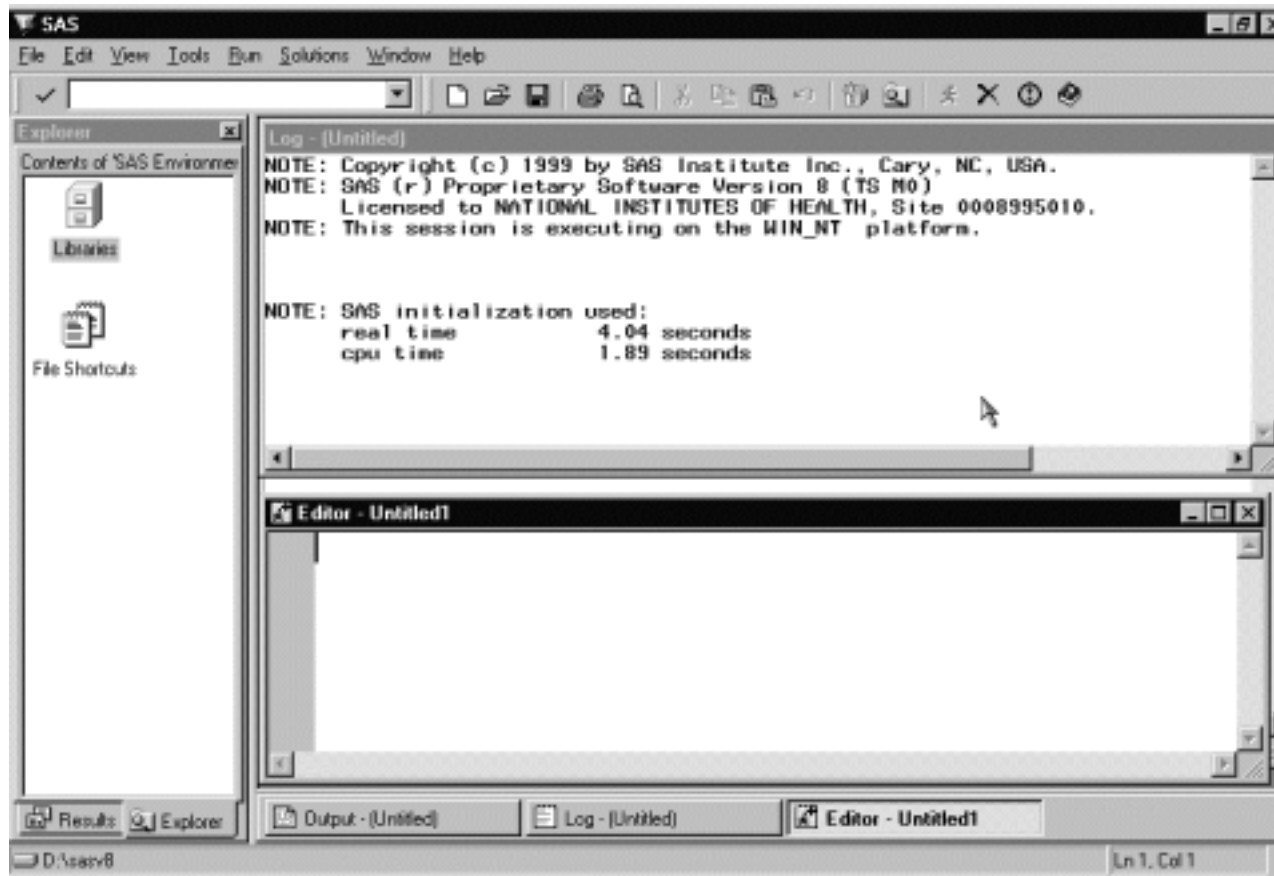 SAS
File Edit View Tools Run Solutions Window Help
Explorer
Contents of 'SAS Environmer
Libraries
File Shortcuts
Log - (Untitled)
NOTE: Copyright (c) 1999 by SAS Institute Inc., Cary, NC, USA.
NOTE: SAS (r) Proprietary Software Version 8 (TS M0)
Licensed to NATIONAL INSTITUTES OF HEALTH, Site 0008995010.
NOTE: This session is executing on the WIN_NT platform.
NOTE: SAS initialization used:
real time 4.04 seconds
cpu time 1.89 seconds
Editor - Untitled1
Results Explorer
Output - (Untitled) Log - (Untitled) Editor - Untitled1
D:\sasv8 Ln 1, Col 1